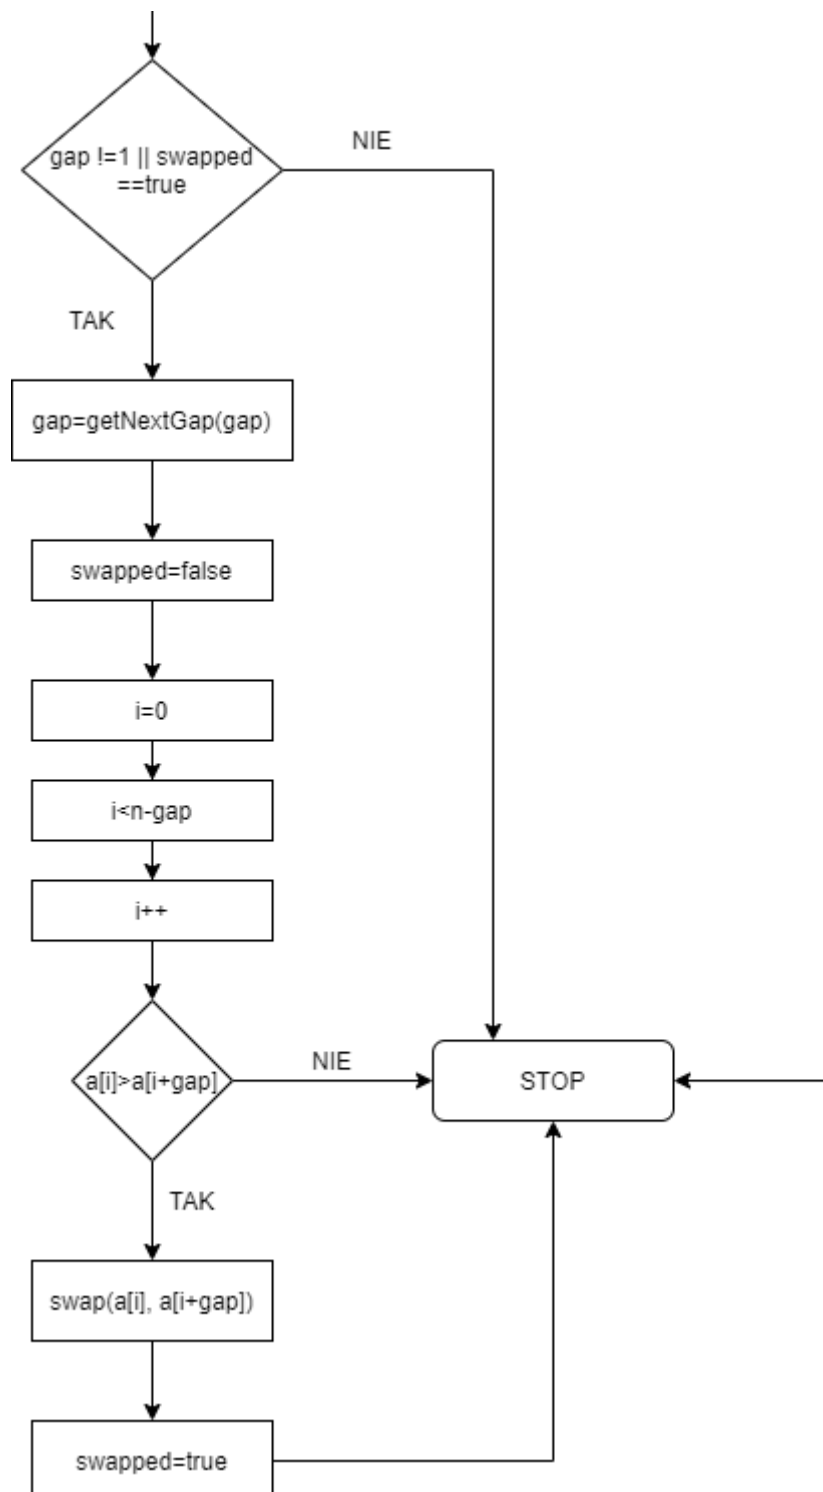 gap !=1 || swapped
==true
NIE
TAK
gap=getNextGap(gap)
swapped=false
i=0
i<n-gap
i++
a[i]>a[i+gap]
NIE
STOP
TAK
swap(a[i], a[i+gap])
swapped=true